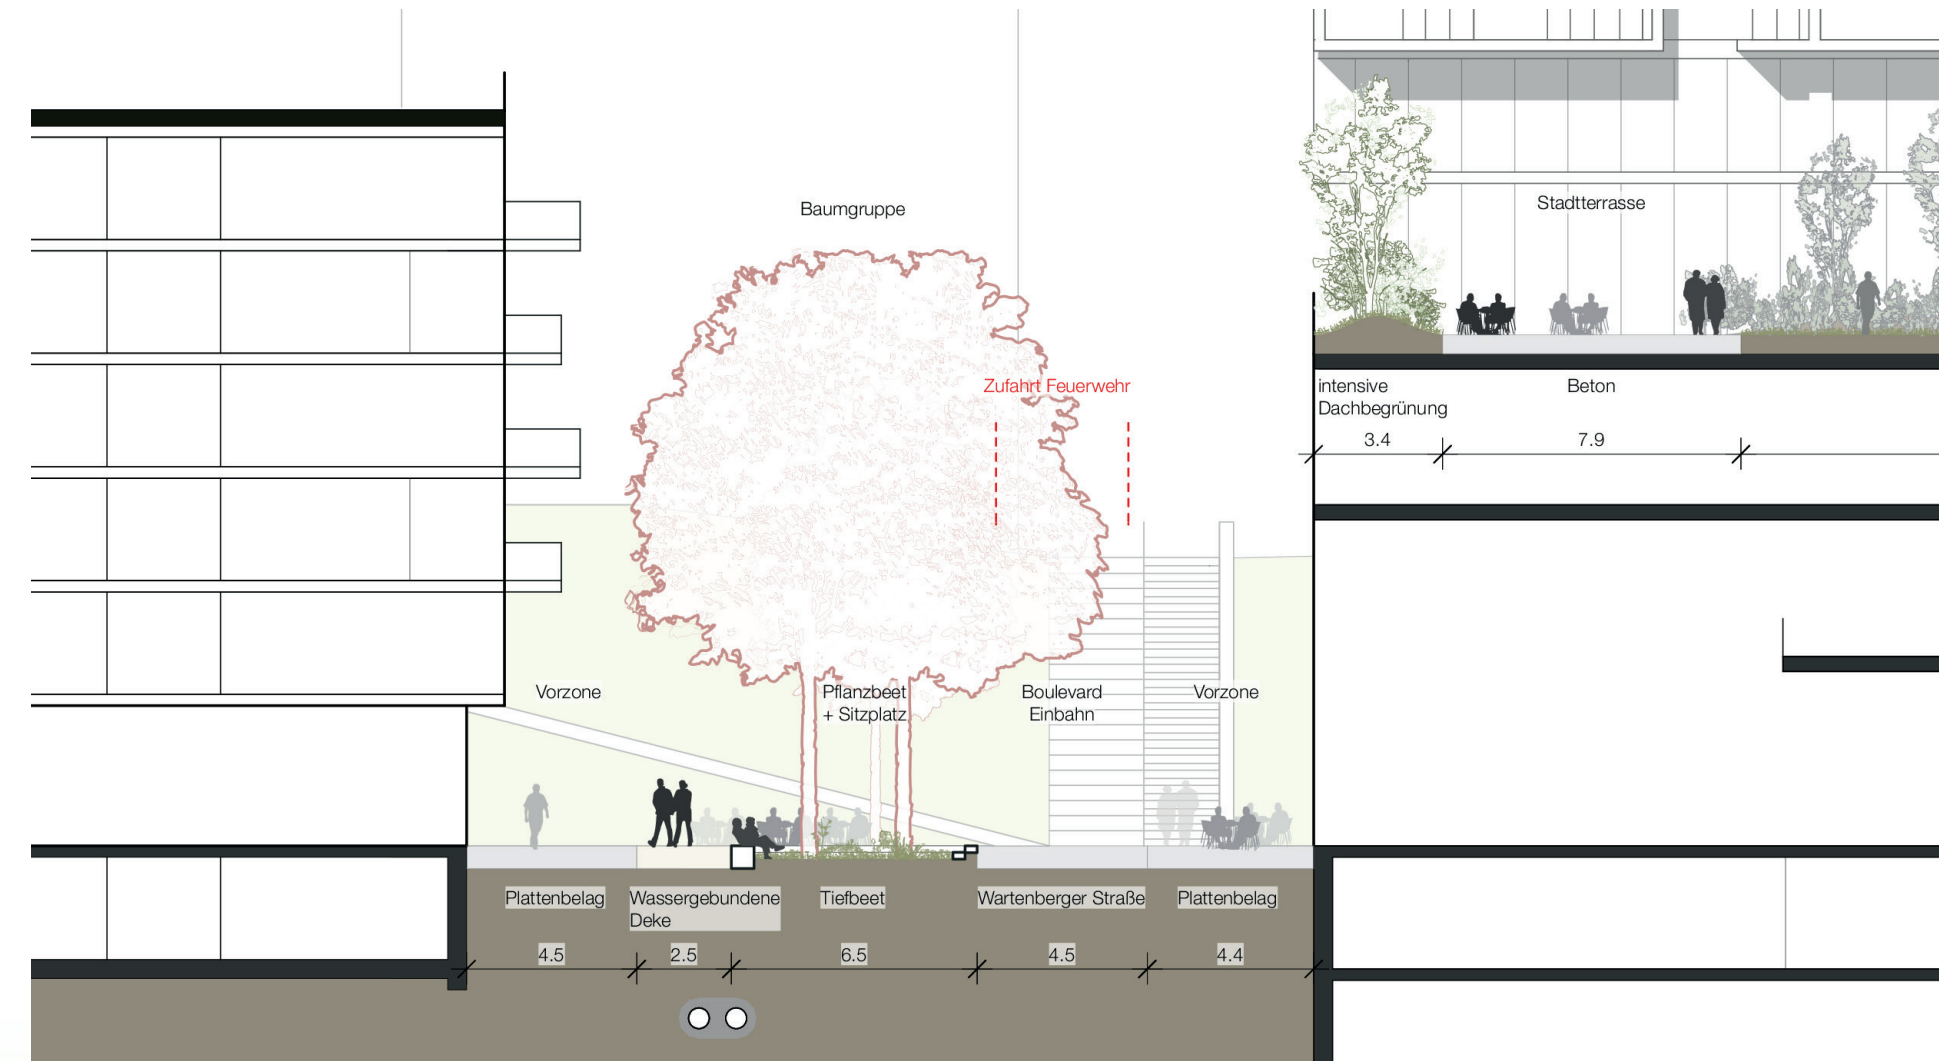 Baumgruppe
Stadtterrasse
Zufahrt Feuerwehr
intensive
Dachbegrünung
Beton
3.4
7.9
Vorzone
Pflanzbeet
+ Sitzplatz
Boulevard
Einbahn
Vorzone
Plattenbelag
Wassergebundene
Deke
Tiefbeet
Wartenberger Straße
Plattenbelag
4.5
2.5
6.5
4.5
4.4